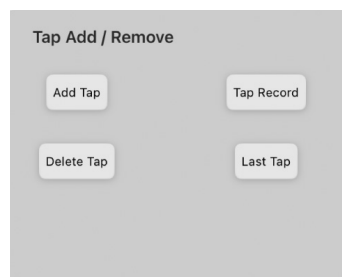 Tap Add / Remove
Add Tap
Tap Record
Delete Tap
Last Tap